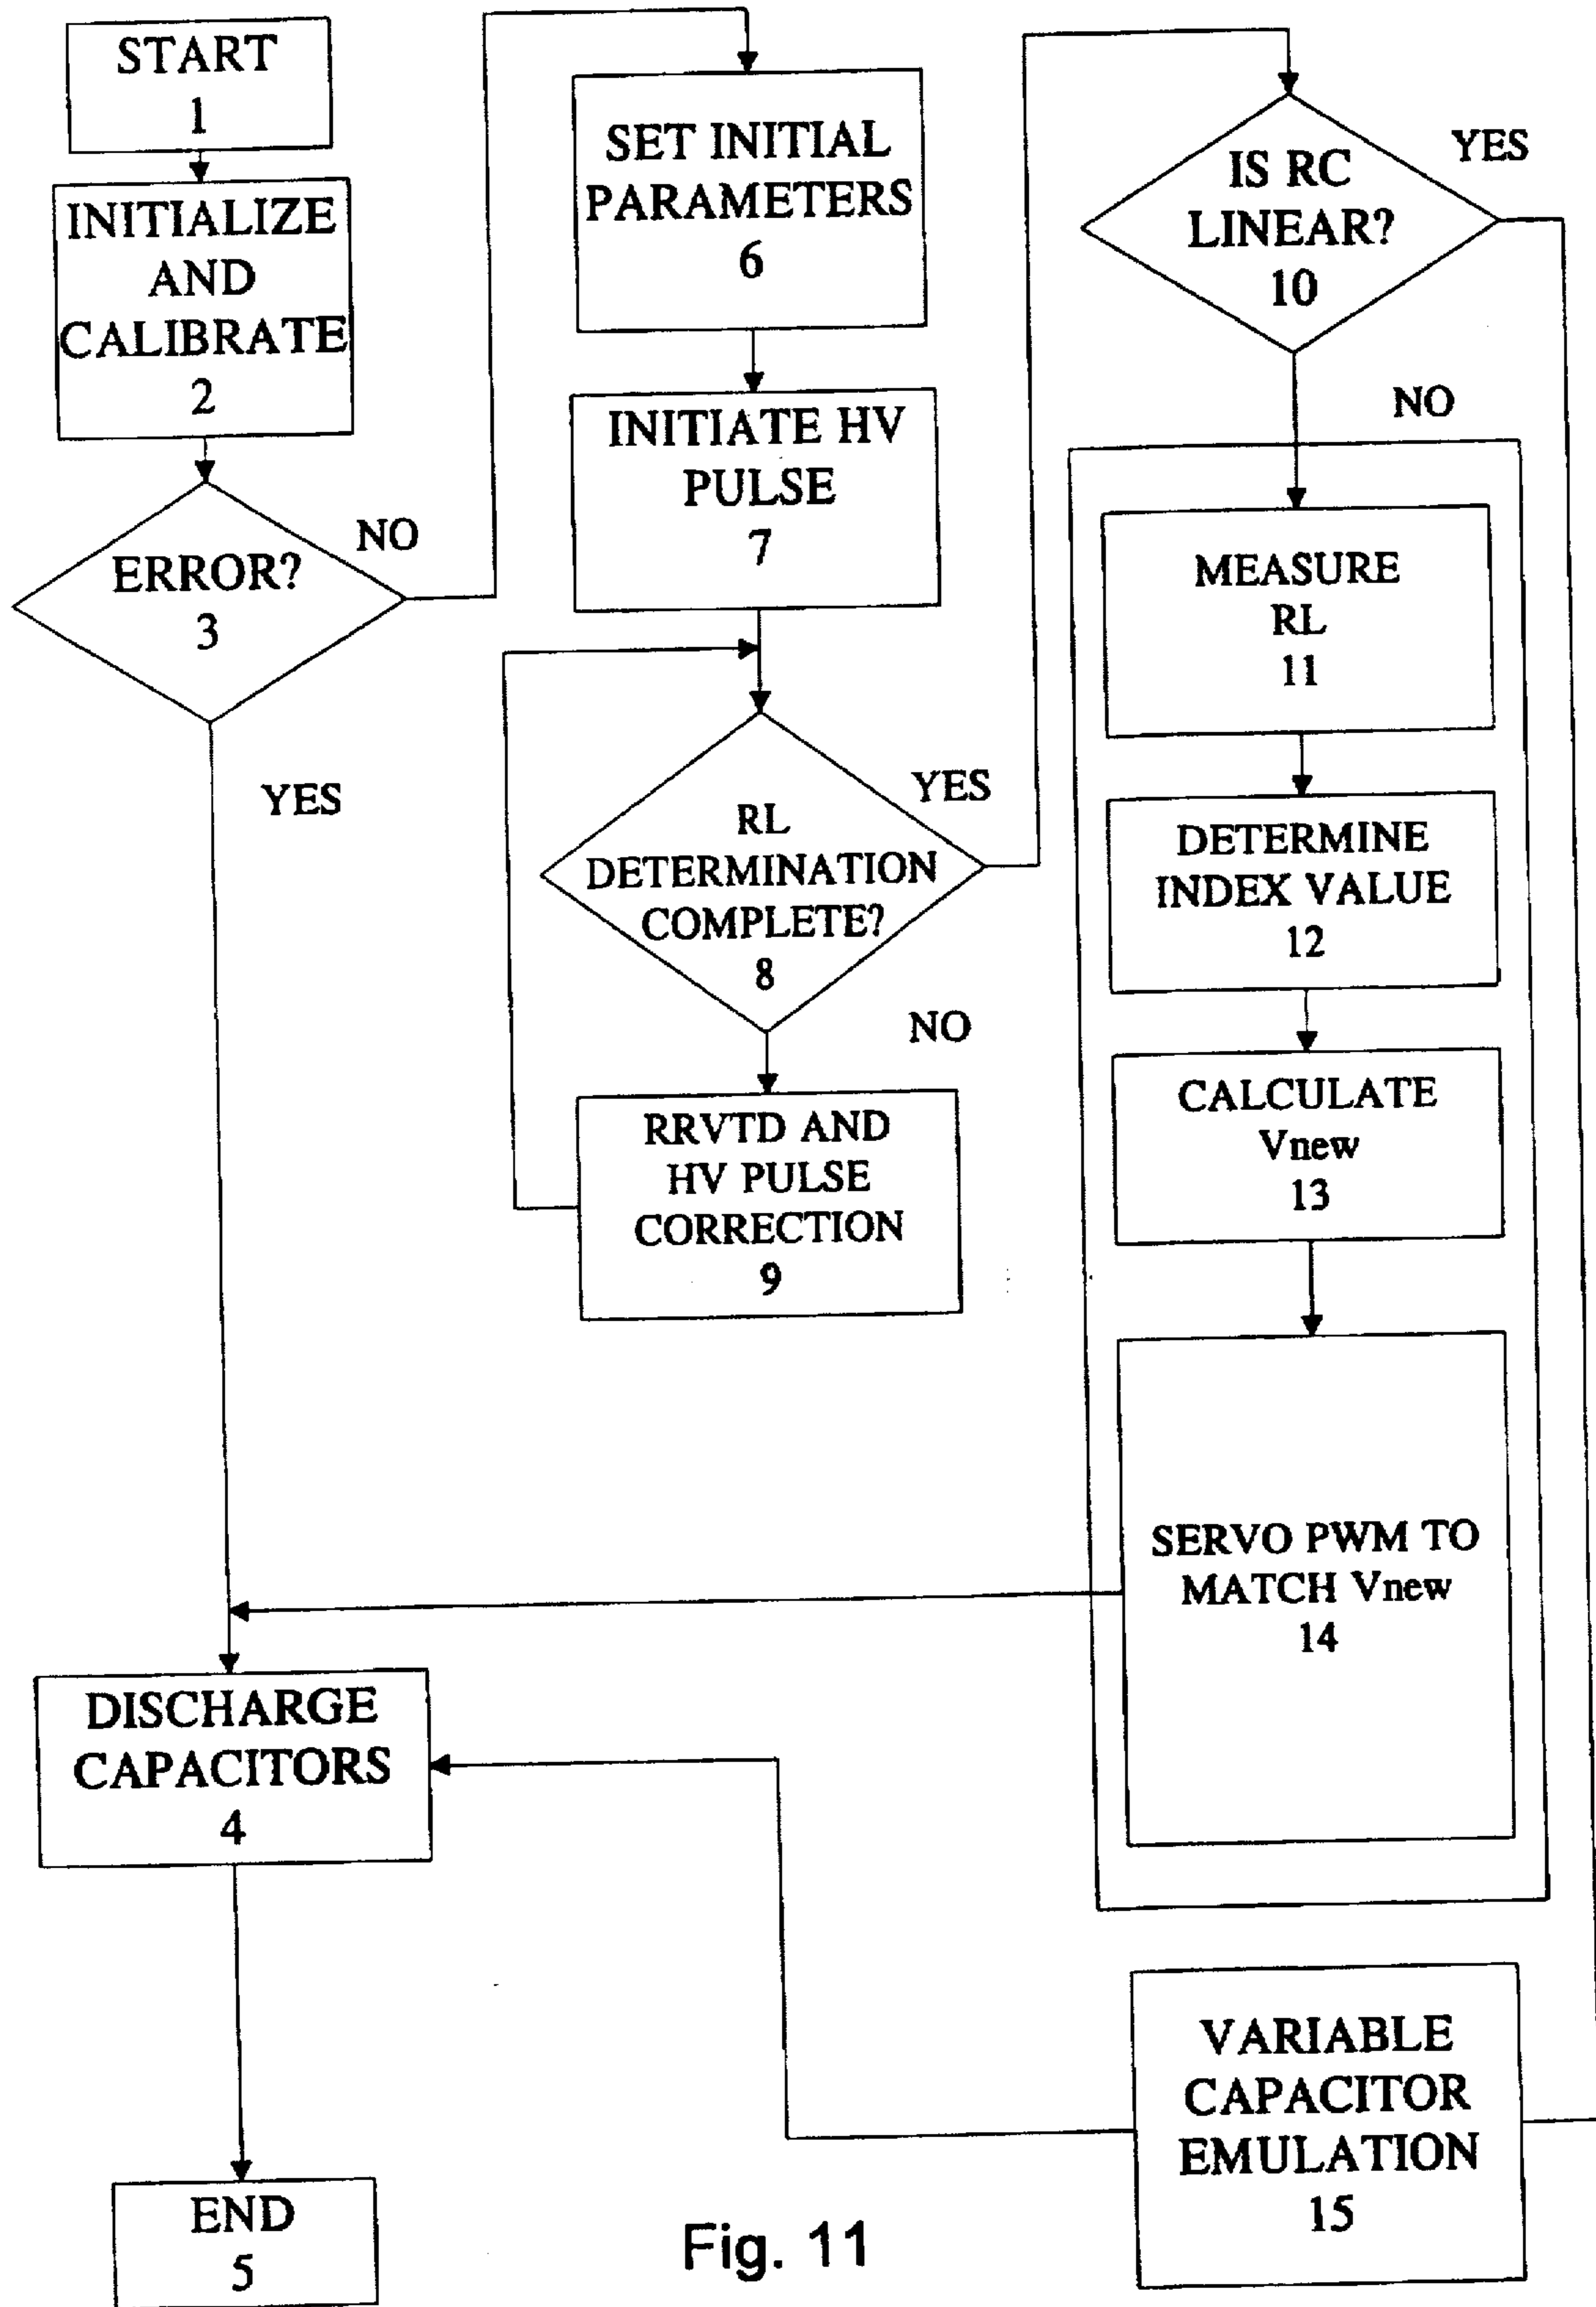 START
1
INITIALIZE
AND
CALIBRATE
2
ERROR?
3
NO
YES
DISCHARGE
CAPACITORS
4
END
5
SET INITIAL
PARAMETERS
6
INITIATE HV
PULSE
7
RL
DETERMINATION
COMPLETE?
8
YES
NO
RRVTD AND
HV PULSE
CORRECTION
9
IS RC
LINEAR?
10
YES
NO
MEASURE
RL
11
DETERMINE
INDEX VALUE
12
CALCULATE
Vnew
13
SERVO PWM TO
MATCH Vnew
14
VARIABLE
CAPACITOR
EMULATION
15
Fig. 11